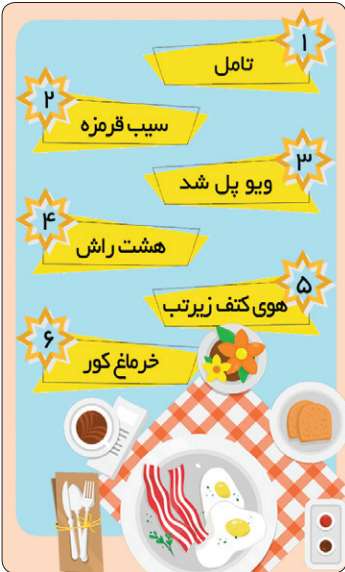 ۱
تامل
۲
سیب قرمزه
۳
ویو پل شد
۴
هشت راش
۵
هوی کتف زیرتب
۶
خرماغ کور